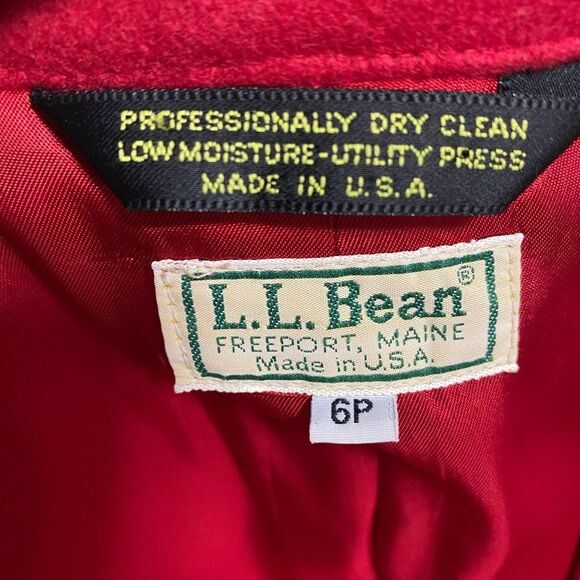 PROFESSIONALLY DRY CLEAN
LOW MOISTURE-UTILITY PRESS
MADE IN U.S.A.
L.L.Bean®
FREEPORT, MAINE
Made in U.S.A.
6P